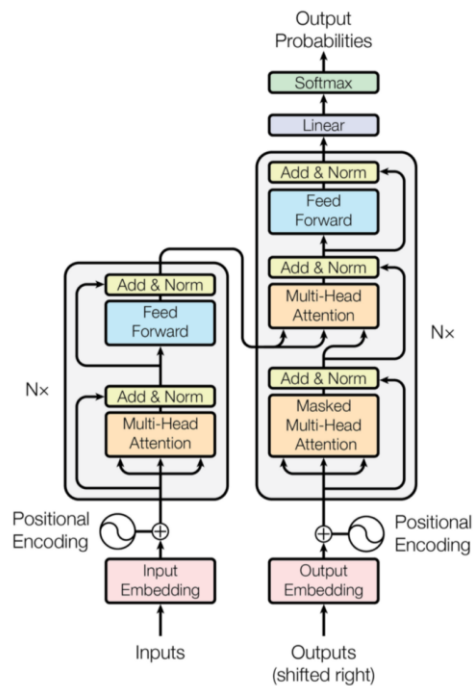 Output
Probabilities
Softmax
Linear
Add & Norm
Feed
Forward
Add & Norm
Multi-Head
Attention
Add & Norm
Masked
Multi-Head
Attention
Nx
Add & Norm
Feed
Forward
Add & Norm
Multi-Head
Attention
Nx
Positional
Encoding
Positional
Encoding
Input
Embedding
Output
Embedding
Inputs
Outputs
(shifted right)